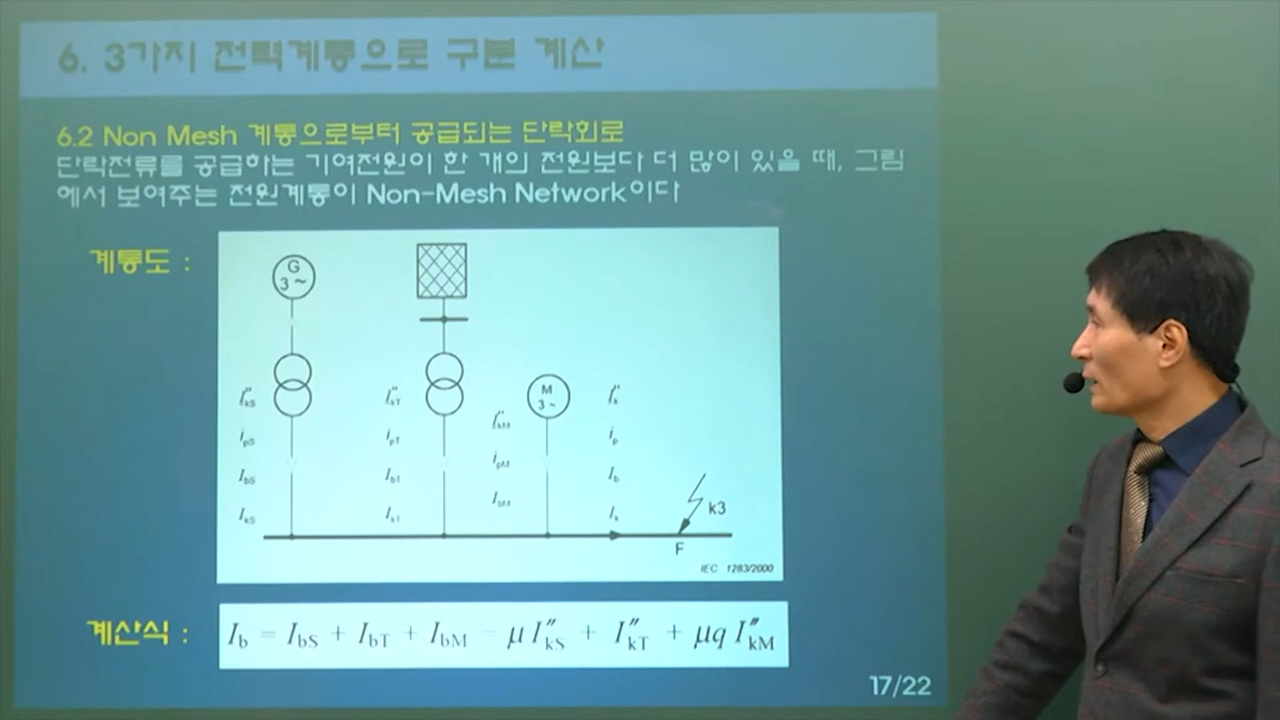 6. 3가지 전력계통으로 구분 계산
6.2 Non Mesh 계통으로부터 공급되는 단락회로
단락전류를 공급하는 기여전원이 한 개의 전원보다 더 많이 있을 때, 그림
에서 보여주는 전원계통이 Non-Mesh Network이다
계통도 :
G
3 ~
M
3 ~
I″kS
I″kT
I″kM
I″k
ipS
ipT
ipM
ip
IbS
IbT
IbM
Ib
IkS
IkT
Ik
k3
F
IEC 1283/2000
계산식 :
Ib = IbS + IbT + IbM = μ I″kS + I″kT + μq I″kM
17/22